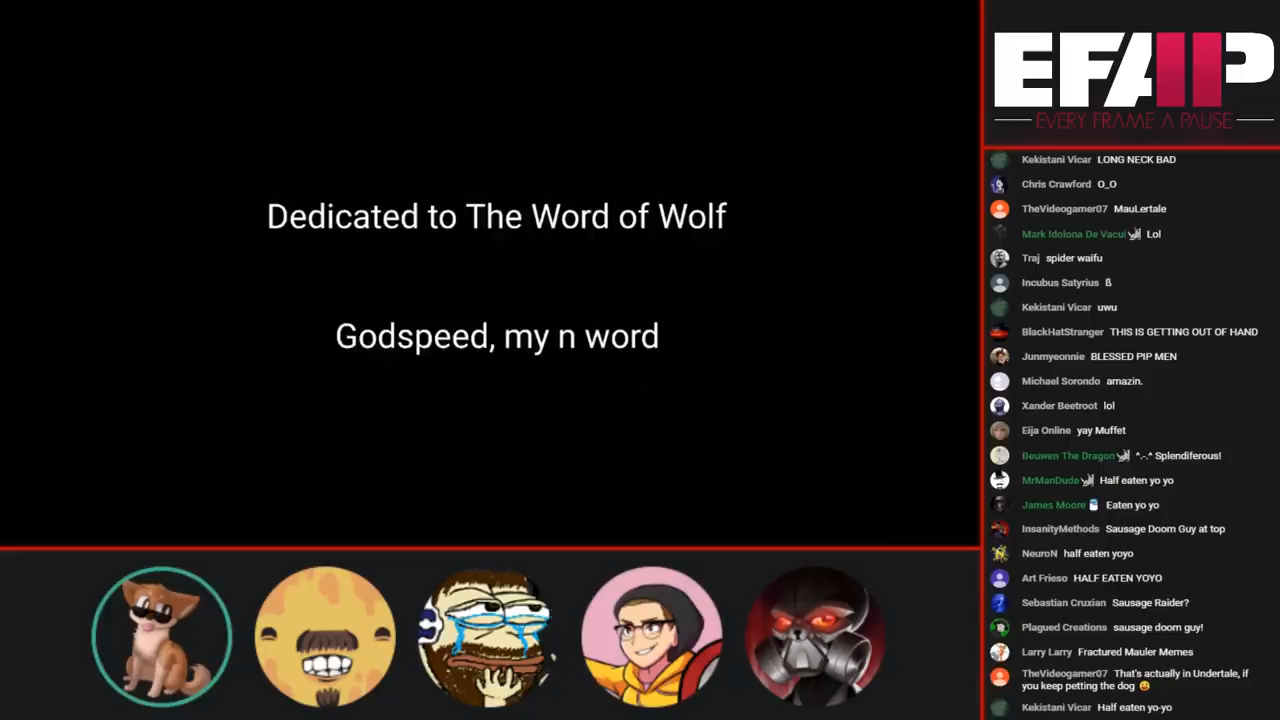 Dedicated to The Word of Wolf
Godspeed, my n word
EFAP
EVERY FRAME A PAUSE
Kekistani Vicar LONG NECK BAD
Chris Crawford O_O
TheVideogamer07 MauLertale
Mark Idolona De Vacui Lol
Traj spider waifu
Incubus Satyrius ß
Kekistani Vicar uwu
BlackHatStranger THIS IS GETTING OUT OF HAND
Junmyeonnie BLESSED PIP MEN
Michael Sorondo amazin.
Xander Beetroot lol
Eija Online yay Muffet
Beuwen The Dragon ^.-.^ Splendiferous!
MrManDude Half eaten yo yo
James Moore Eaten yo yo
InsanityMethods Sausage Doom Guy at top
NeuroN half eaten yoyo
Art Frieso HALF EATEN YOYO
Sebastian Cruxian Sausage Raider?
Plagued Creations sausage doom guy!
Larry Larry Fractured Mauler Memes
TheVideogamer07 That's actually in Undertale, if
you keep petting the dog 😀
Kekistani Vicar Half eaten yo-yo